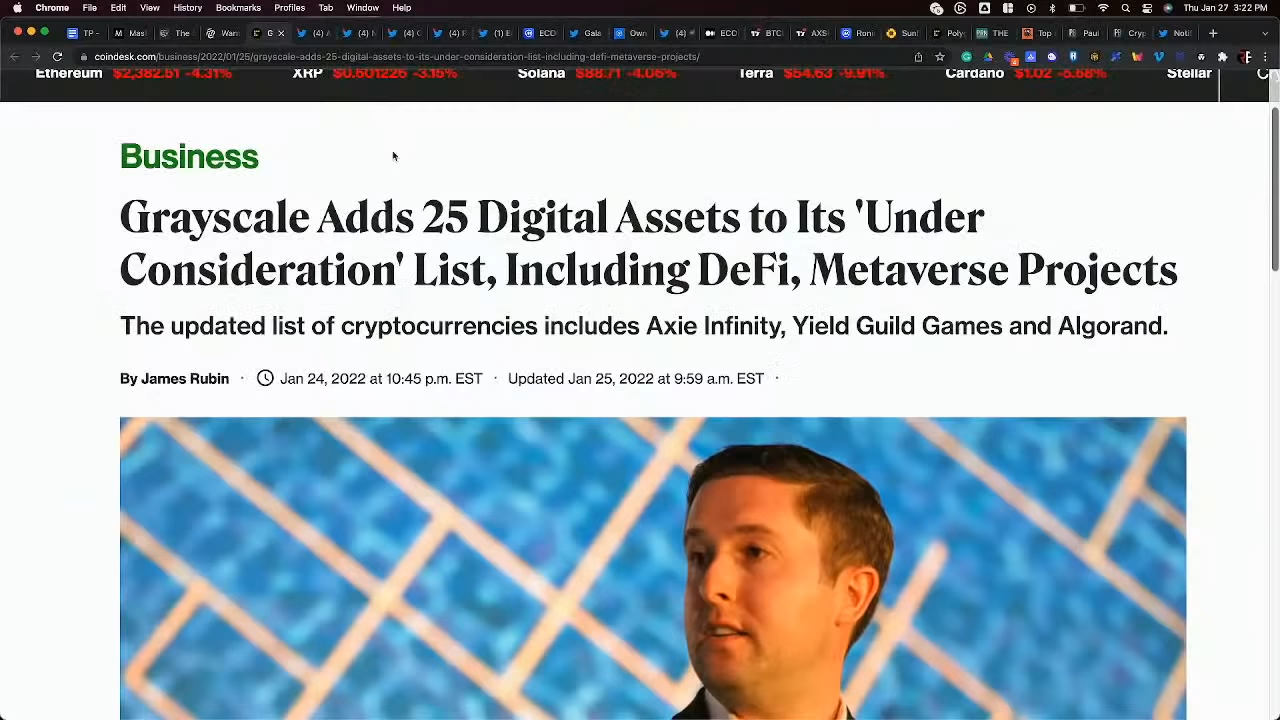 Chrome File Edit View History Bookmarks Profiles Tab Window Help Thu Jan 27 3:22 PM
coindesk.com/business/2022/01/25/grayscale-adds-25-digital-assets-to-its-under-consideration-list-including-defi-metaverse-projects/
Ethereum $2,382.51 -4.31% XRP $0.601226 -3.15% Solana $88.71 -4.06% Terra $54.63 -9.91% Cardano $1.02 -5.68% Stellar
Business
Grayscale Adds 25 Digital Assets to Its 'Under
Consideration' List, Including DeFi, Metaverse Projects
The updated list of cryptocurrencies includes Axie Infinity, Yield Guild Games and Algorand.
By James Rubin · Jan 24, 2022 at 10:45 p.m. EST · Updated Jan 25, 2022 at 9:59 a.m. EST ·